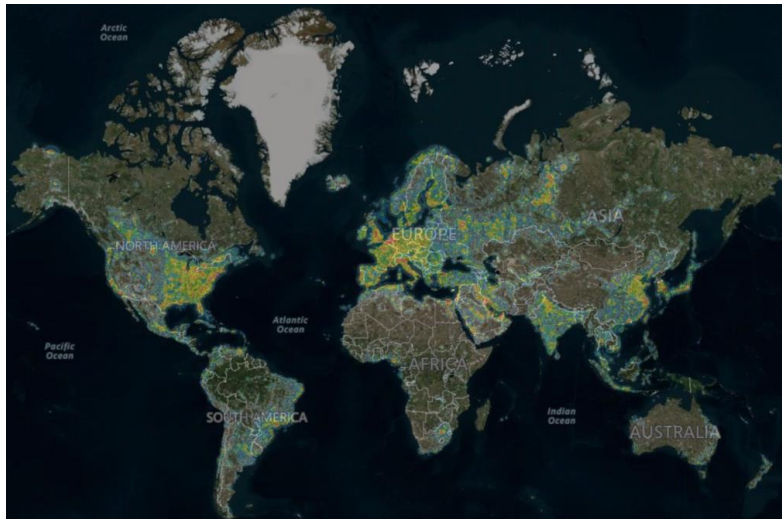 Arctic
Ocean
NORTH AMERICA
EUROPE
ASIA
Atlantic
Ocean
Pacific
Ocean
AFRICA
SOUTH AMERICA
Indian
Ocean
AUSTRALIA